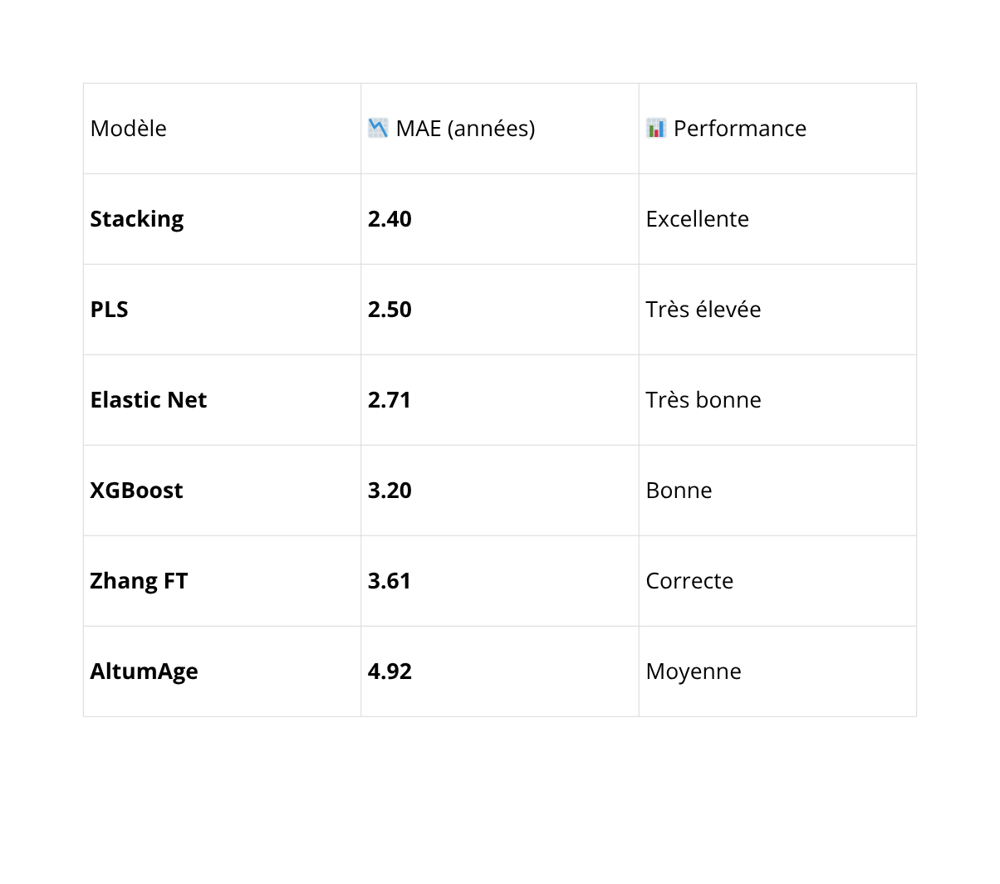 Modèle
📉 MAE (années)
📊 Performance
Stacking
2.40
Excellente
PLS
2.50
Très élevée
Elastic Net
2.71
Très bonne
XGBoost
3.20
Bonne
Zhang FT
3.61
Correcte
AltumAge
4.92
Moyenne